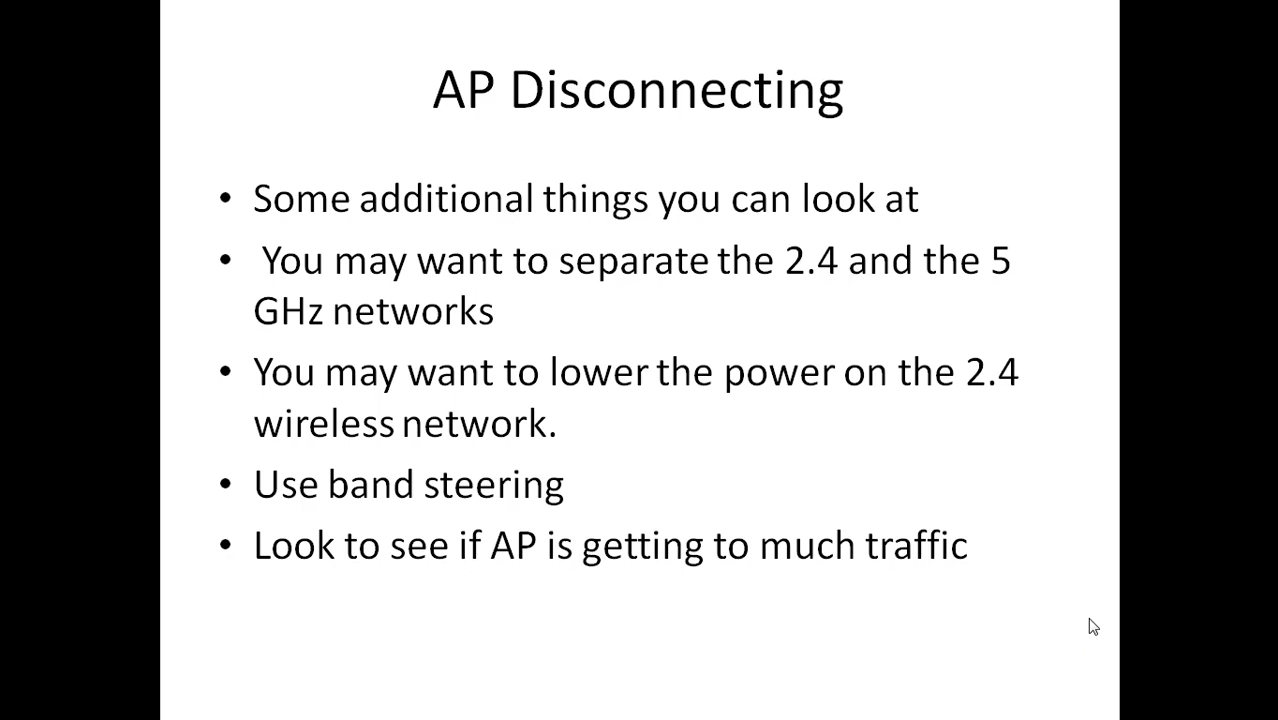 AP Disconnecting
• Some additional things you can look at
• You may want to separate the 2.4 and the 5
GHz networks
• You may want to lower the power on the 2.4
wireless network.
• Use band steering
• Look to see if AP is getting to much traffic